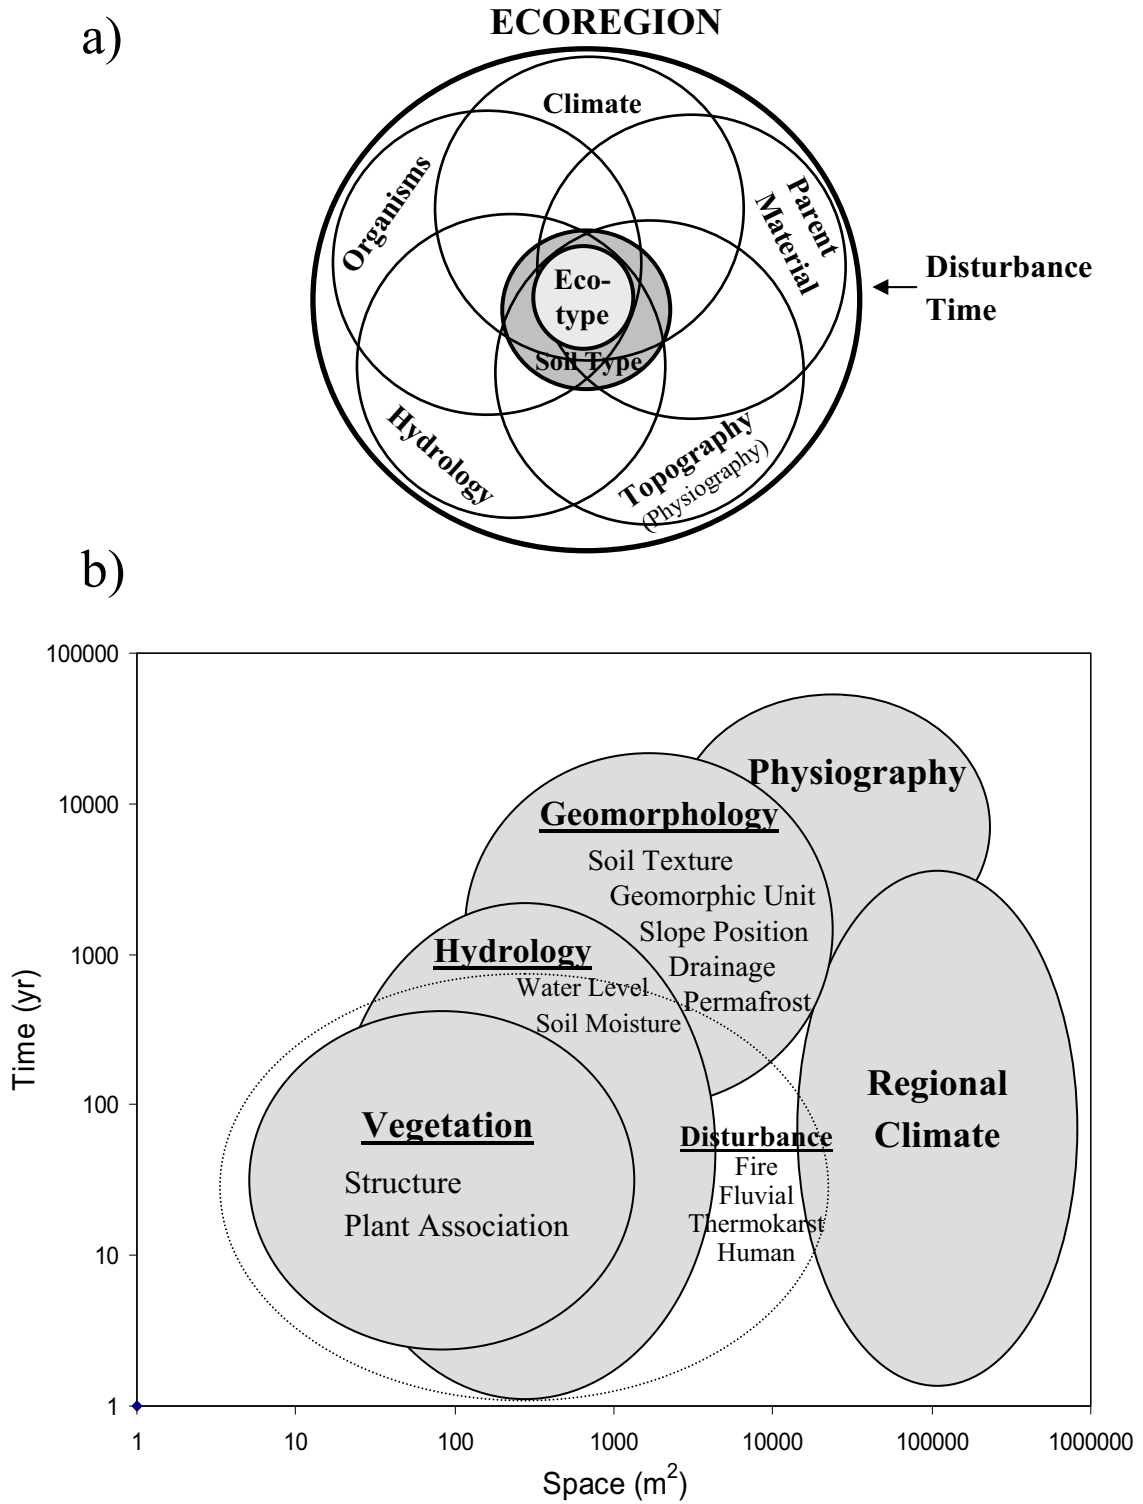 a)
ECOREGION
Climate
Organisms
Parent
Material
Disturbance
Time
Eco-
type
Soil Type
Hydrology
Topography
(Physiography)
b)
100000
10000
1000
100
10
1
Time (yr)
Physiography
Geomorphology
Soil Texture
Geomorphic Unit
Slope Position
Drainage
Permafrost
Hydrology
Water Level
Soil Moisture
Regional
Climate
Vegetation
Structure
Plant Association
Disturbance
Fire
Fluvial
Thermokarst
Human
1 10 100 1000 10000 100000 1000000
Space (m²)